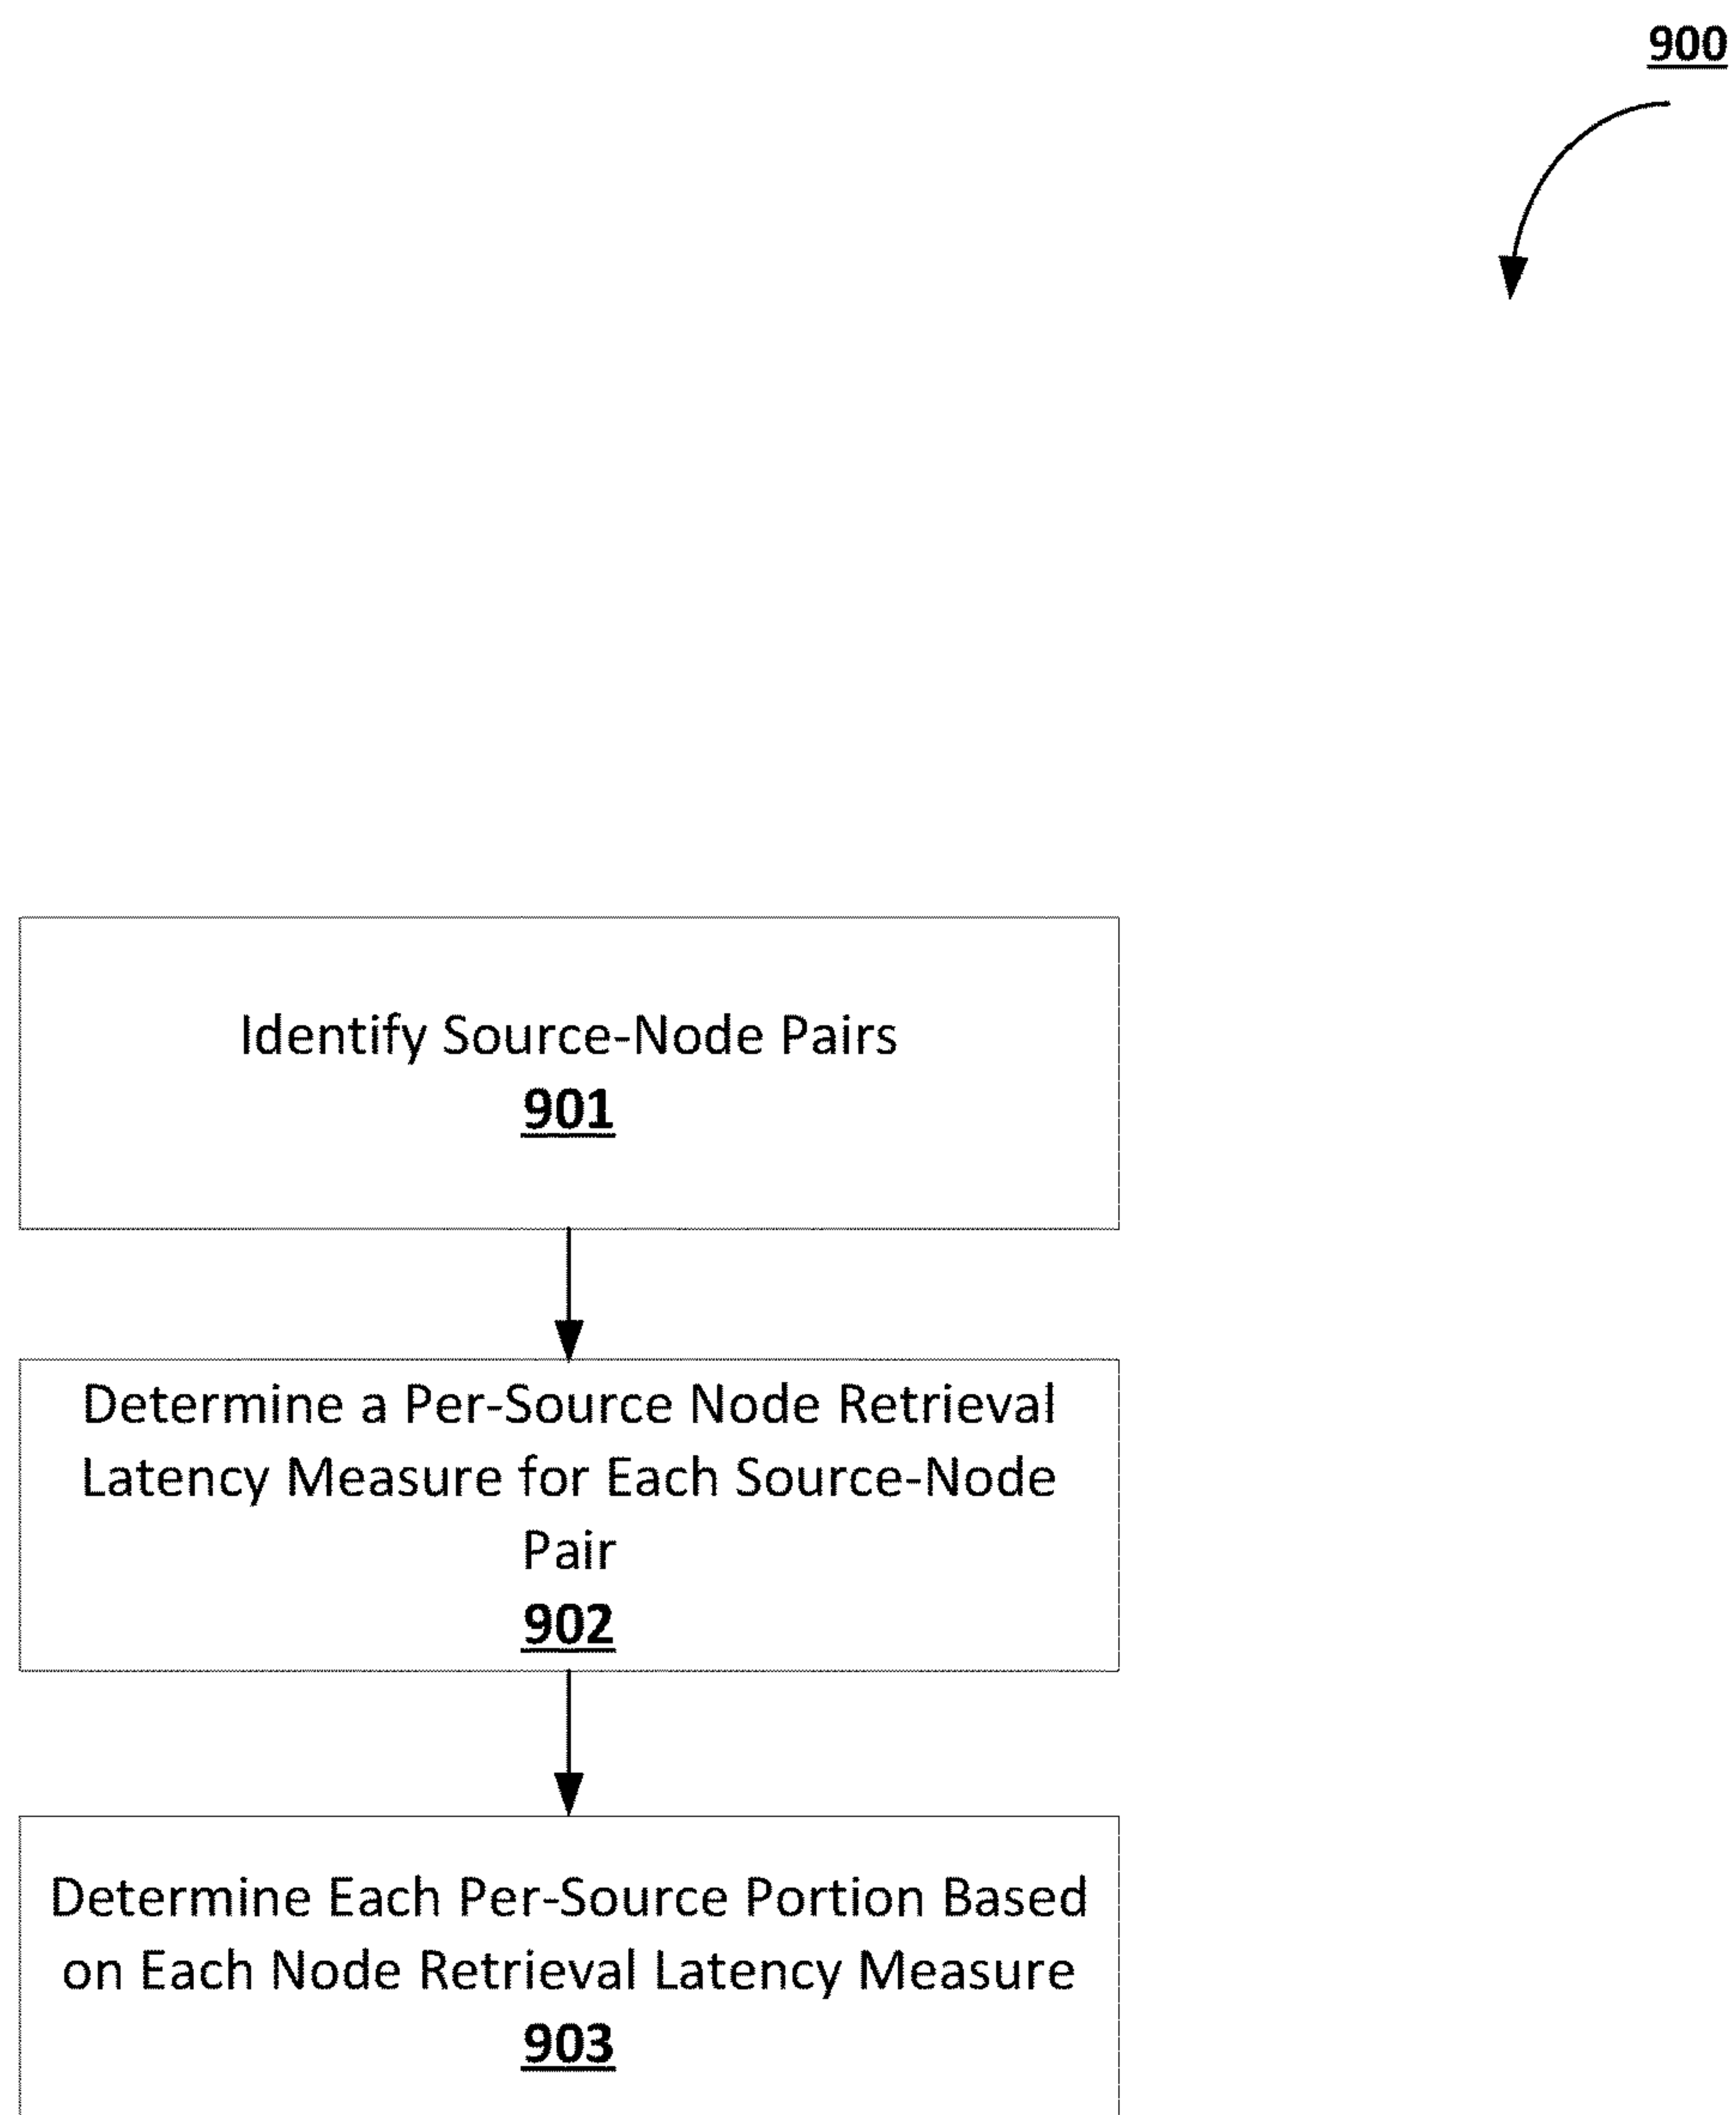 900
Identify Source-Node Pairs
901
Determine a Per-Source Node Retrieval
Latency Measure for Each Source-Node
Pair
902
Determine Each Per-Source Portion Based
on Each Node Retrieval Latency Measure
903